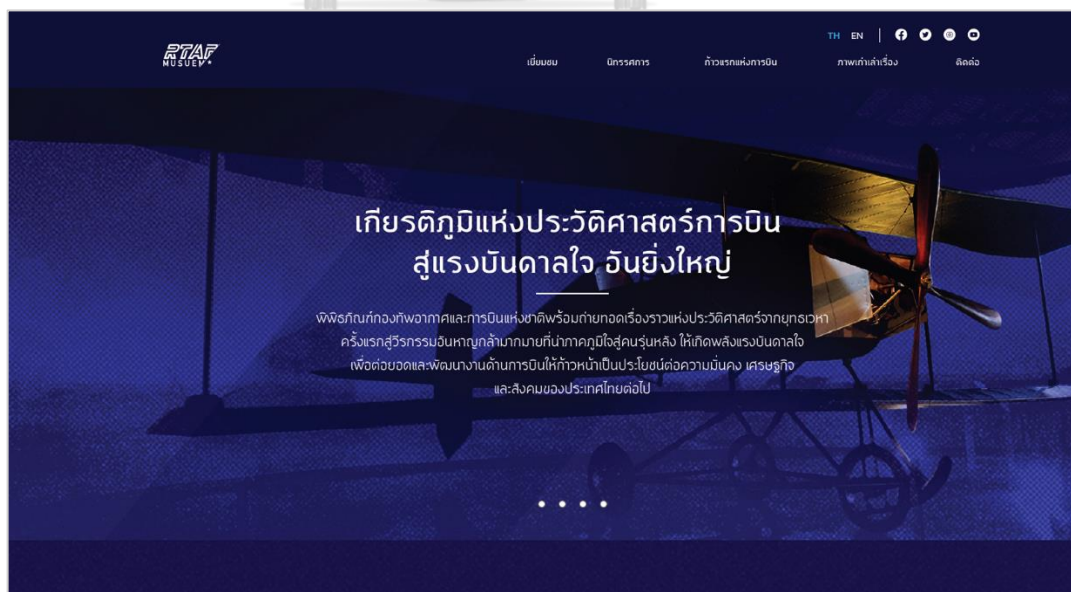 TH EN
RTAF
MUSUEM
เยี่ยมชม นิทรรศการ ก้าวแรกแห่งการบิน ภาพเก่าเล่าเรื่อง ติดต่อ
เกียรติภูมิแห่งประวัติศาสตร์การบิน
สู่แรงบันดาลใจ อันยิ่งใหญ่
พิพิธภัณฑ์กองทัพอากาศและการบินแห่งชาติพร้อมถ่ายทอดเรื่องราวแห่งประวัติศาสตร์จากยุทธเวหา
ครั้งแรกสู่วีรกรรมอันหาญกล้ามากมายที่น่าภาคภูมิใจสู่คนรุ่นหลัง ให้เกิดพลังแรงบันดาลใจ
เพื่อต่อยอดและพัฒนางานด้านการบินให้ก้าวหน้าเป็นประโยชน์ต่อความมั่นคง เศรษฐกิจ
และสังคมของประเทศไทยต่อไป